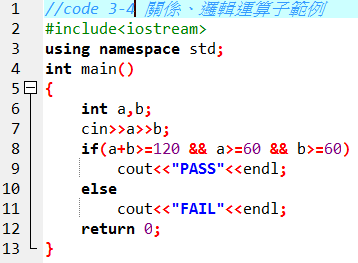 1 //code 3-4 關係、邏輯運算子範例
2 #include<iostream>
3 using namespace std;
4 int main()
5 {
6 int a,b;
7 cin>>a>>b;
8 if(a+b>=120 && a>=60 && b>=60)
9 cout<<"PASS"<<endl;
10 else
11 cout<<"FAIL"<<endl;
12 return 0;
13 }